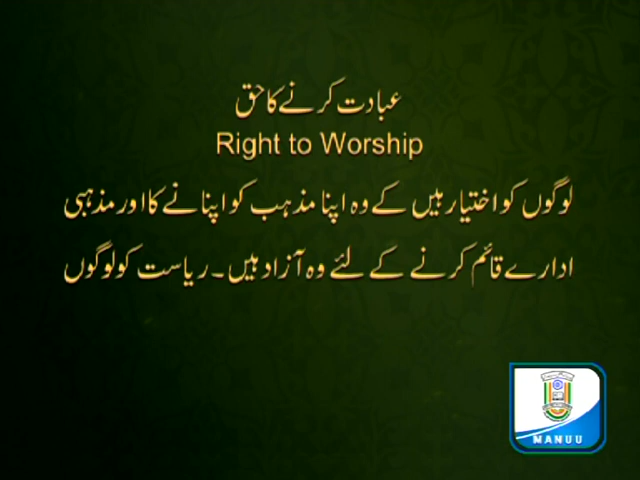 عبادت کرنے کا حق
Right to Worship
لوگوں کو اختیار ہیں کے وہ اپنا مذہب کو اپنانے کا اور مذہبی
ادارے قائم کرنے کے لئے وہ آزاد ہیں۔ ریاست کو لوگوں
MANUU